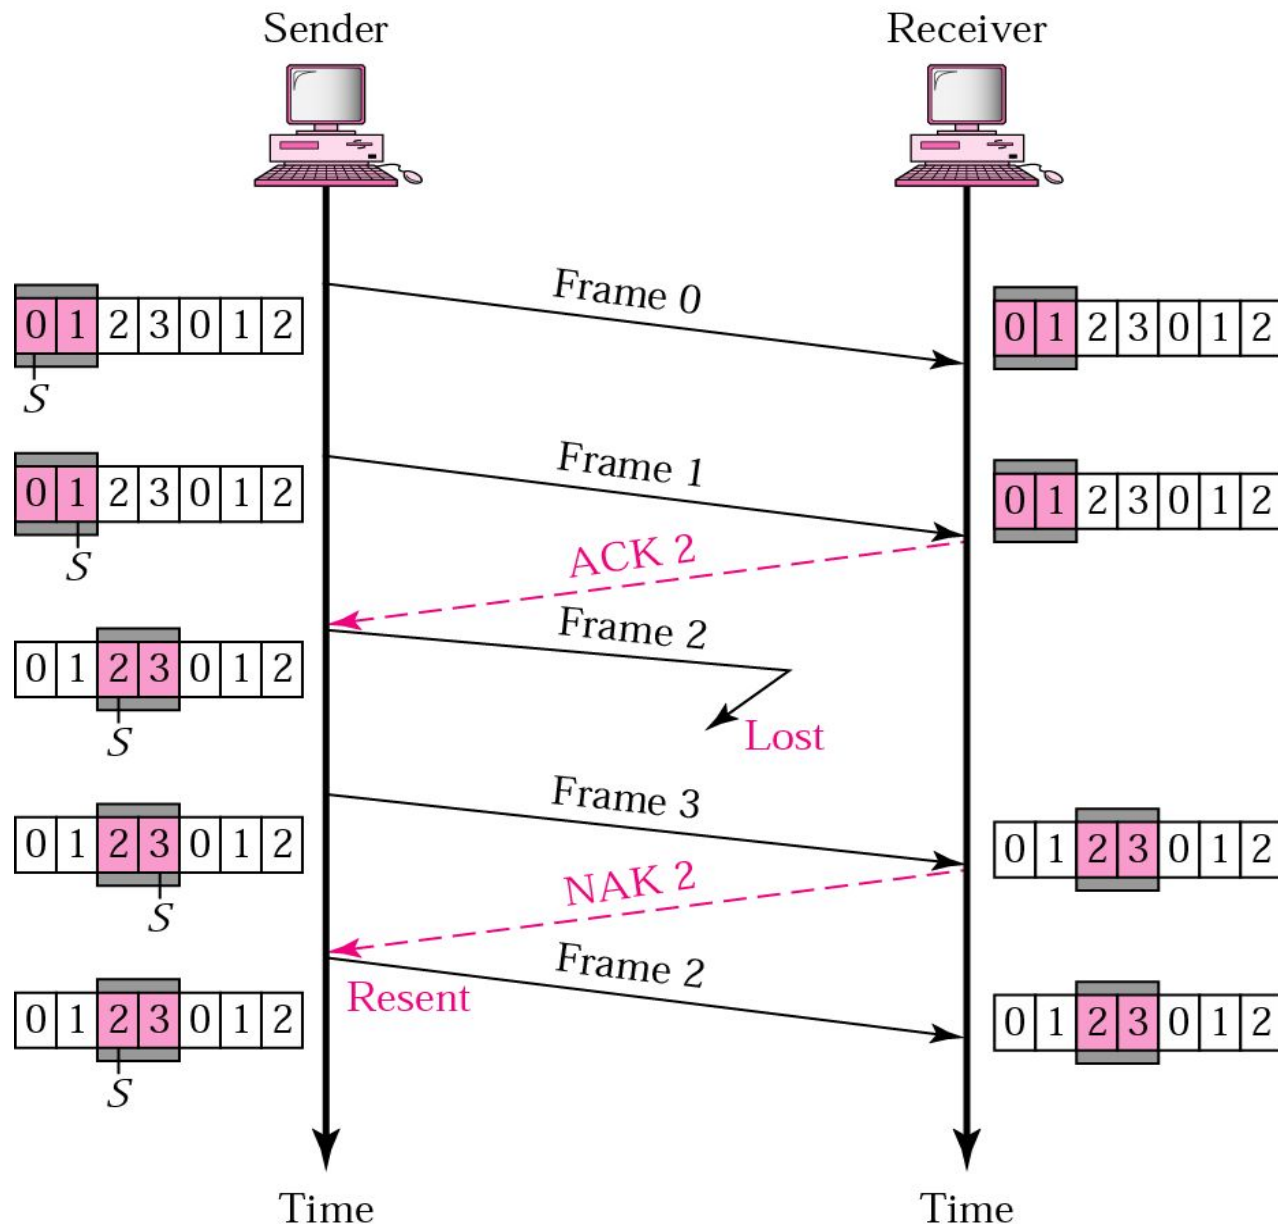 Sender Receiver
Frame 0
0 1 2 3 0 1 2
0 1 2 3 0 1 2
S
Frame 1
0 1 2 3 0 1 2
0 1 2 3 0 1 2
S
ACK 2
Frame 2
0 1 2 3 0 1 2
S
Lost
Frame 3
0 1 2 3 0 1 2
0 1 2 3 0 1 2
S
NAK 2
Frame 2
Resent
0 1 2 3 0 1 2
0 1 2 3 0 1 2
S
Time Time